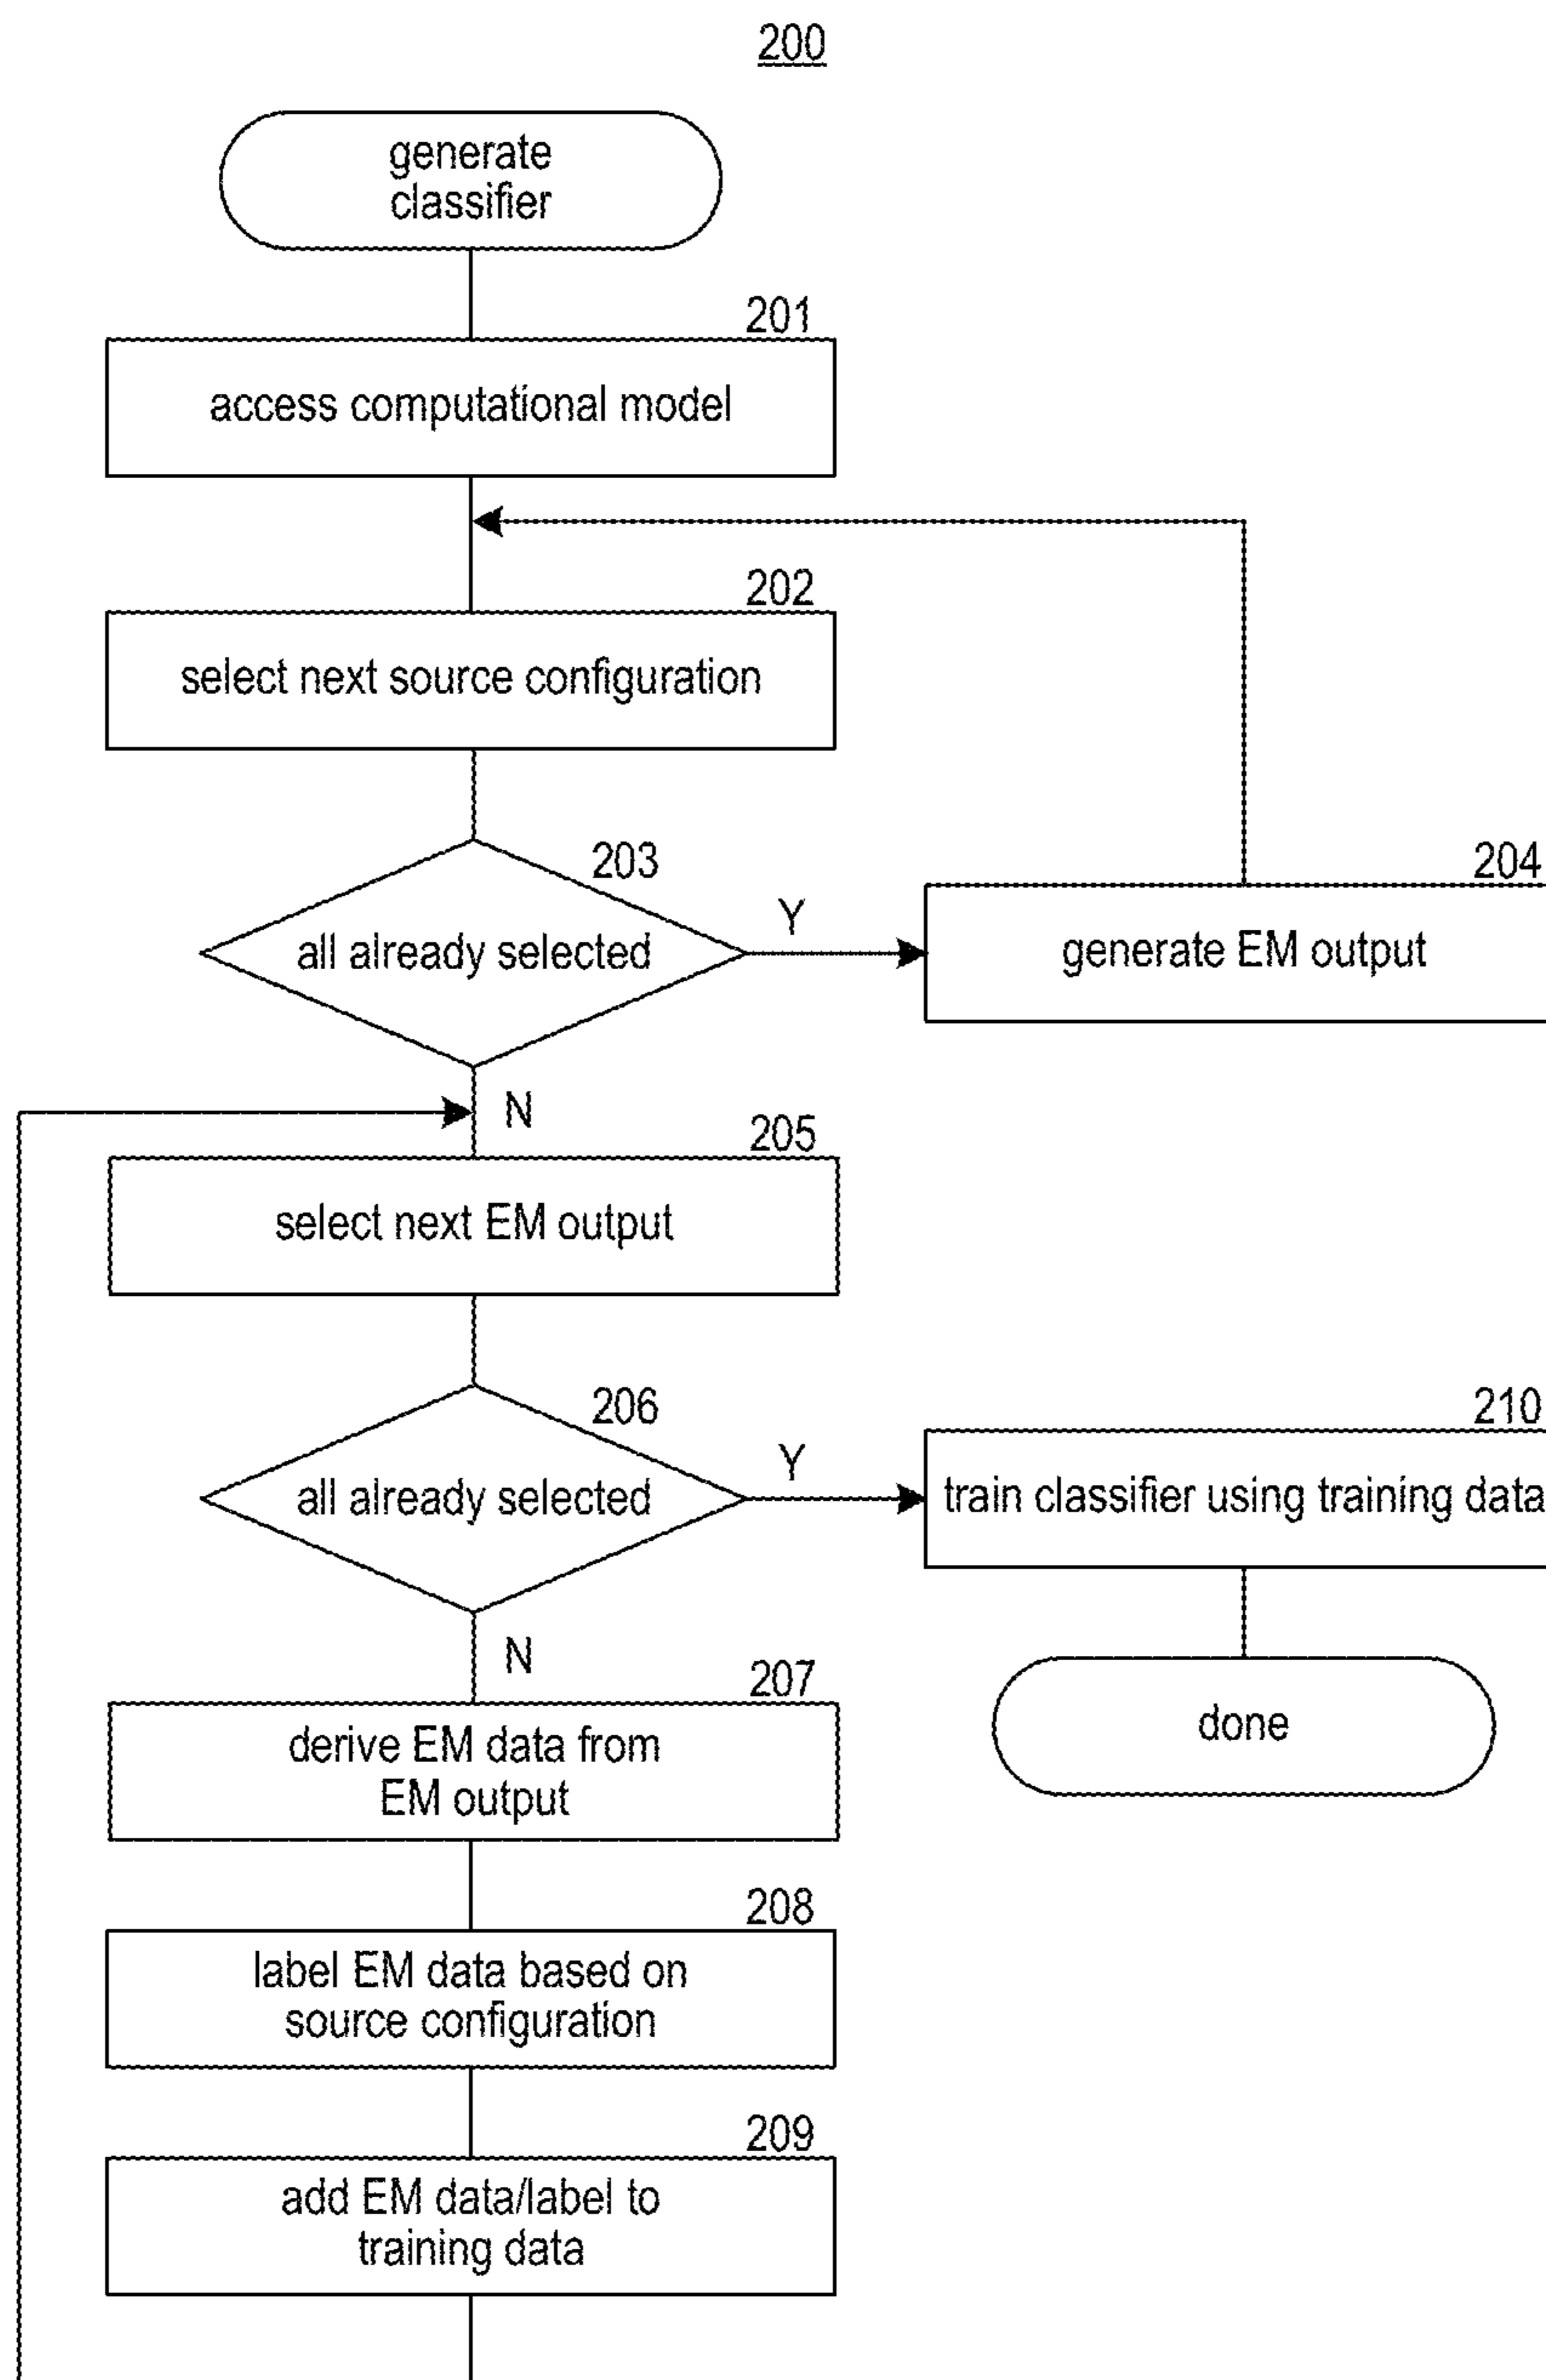 200
generate
classifier
201
access computational model
202
select next source configuration
203
all already selected
Y
204
generate EM output
N
205
select next EM output
206
all already selected
Y
210
train classifier using training data
N
207
derive EM data from
EM output
done
208
label EM data based on
source configuration
209
add EM data/label to
training data